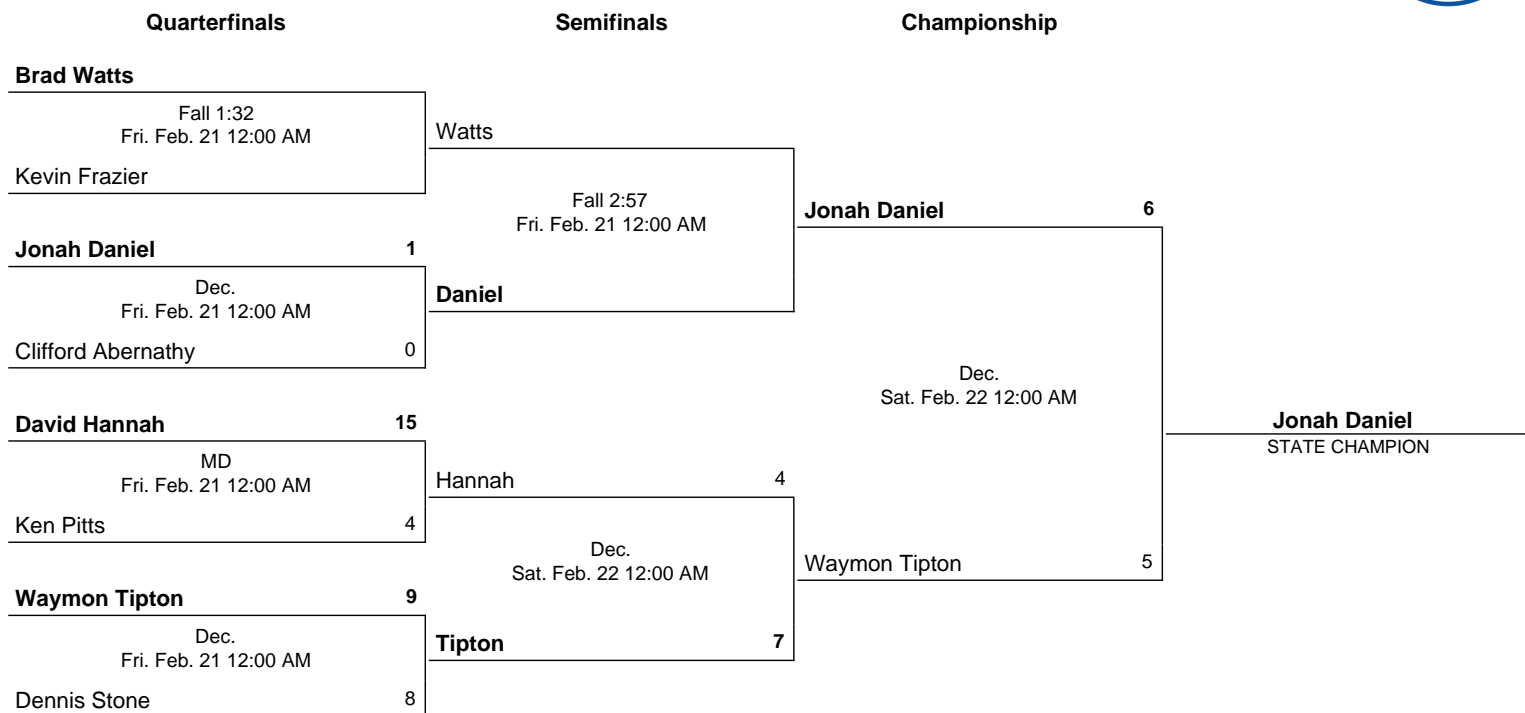 Quarterfinals Semifinals Championship
Brad Watts
Fall 1:32
Fri. Feb. 21 12:00 AM
Kevin Frazier
Watts
Fall 2:57
Fri. Feb. 21 12:00 AM
Jonah Daniel 1
Dec.
Fri. Feb. 21 12:00 AM
Clifford Abernathy 0
Daniel
Jonah Daniel 6
Dec.
Sat. Feb. 22 12:00 AM
David Hannah 15
MD
Fri. Feb. 21 12:00 AM
Ken Pitts 4
Hannah 4
Dec.
Sat. Feb. 22 12:00 AM
Waymon Tipton 9
Dec.
Fri. Feb. 21 12:00 AM
Dennis Stone 8
Tipton 7
Waymon Tipton 5
Jonah Daniel
STATE CHAMPION